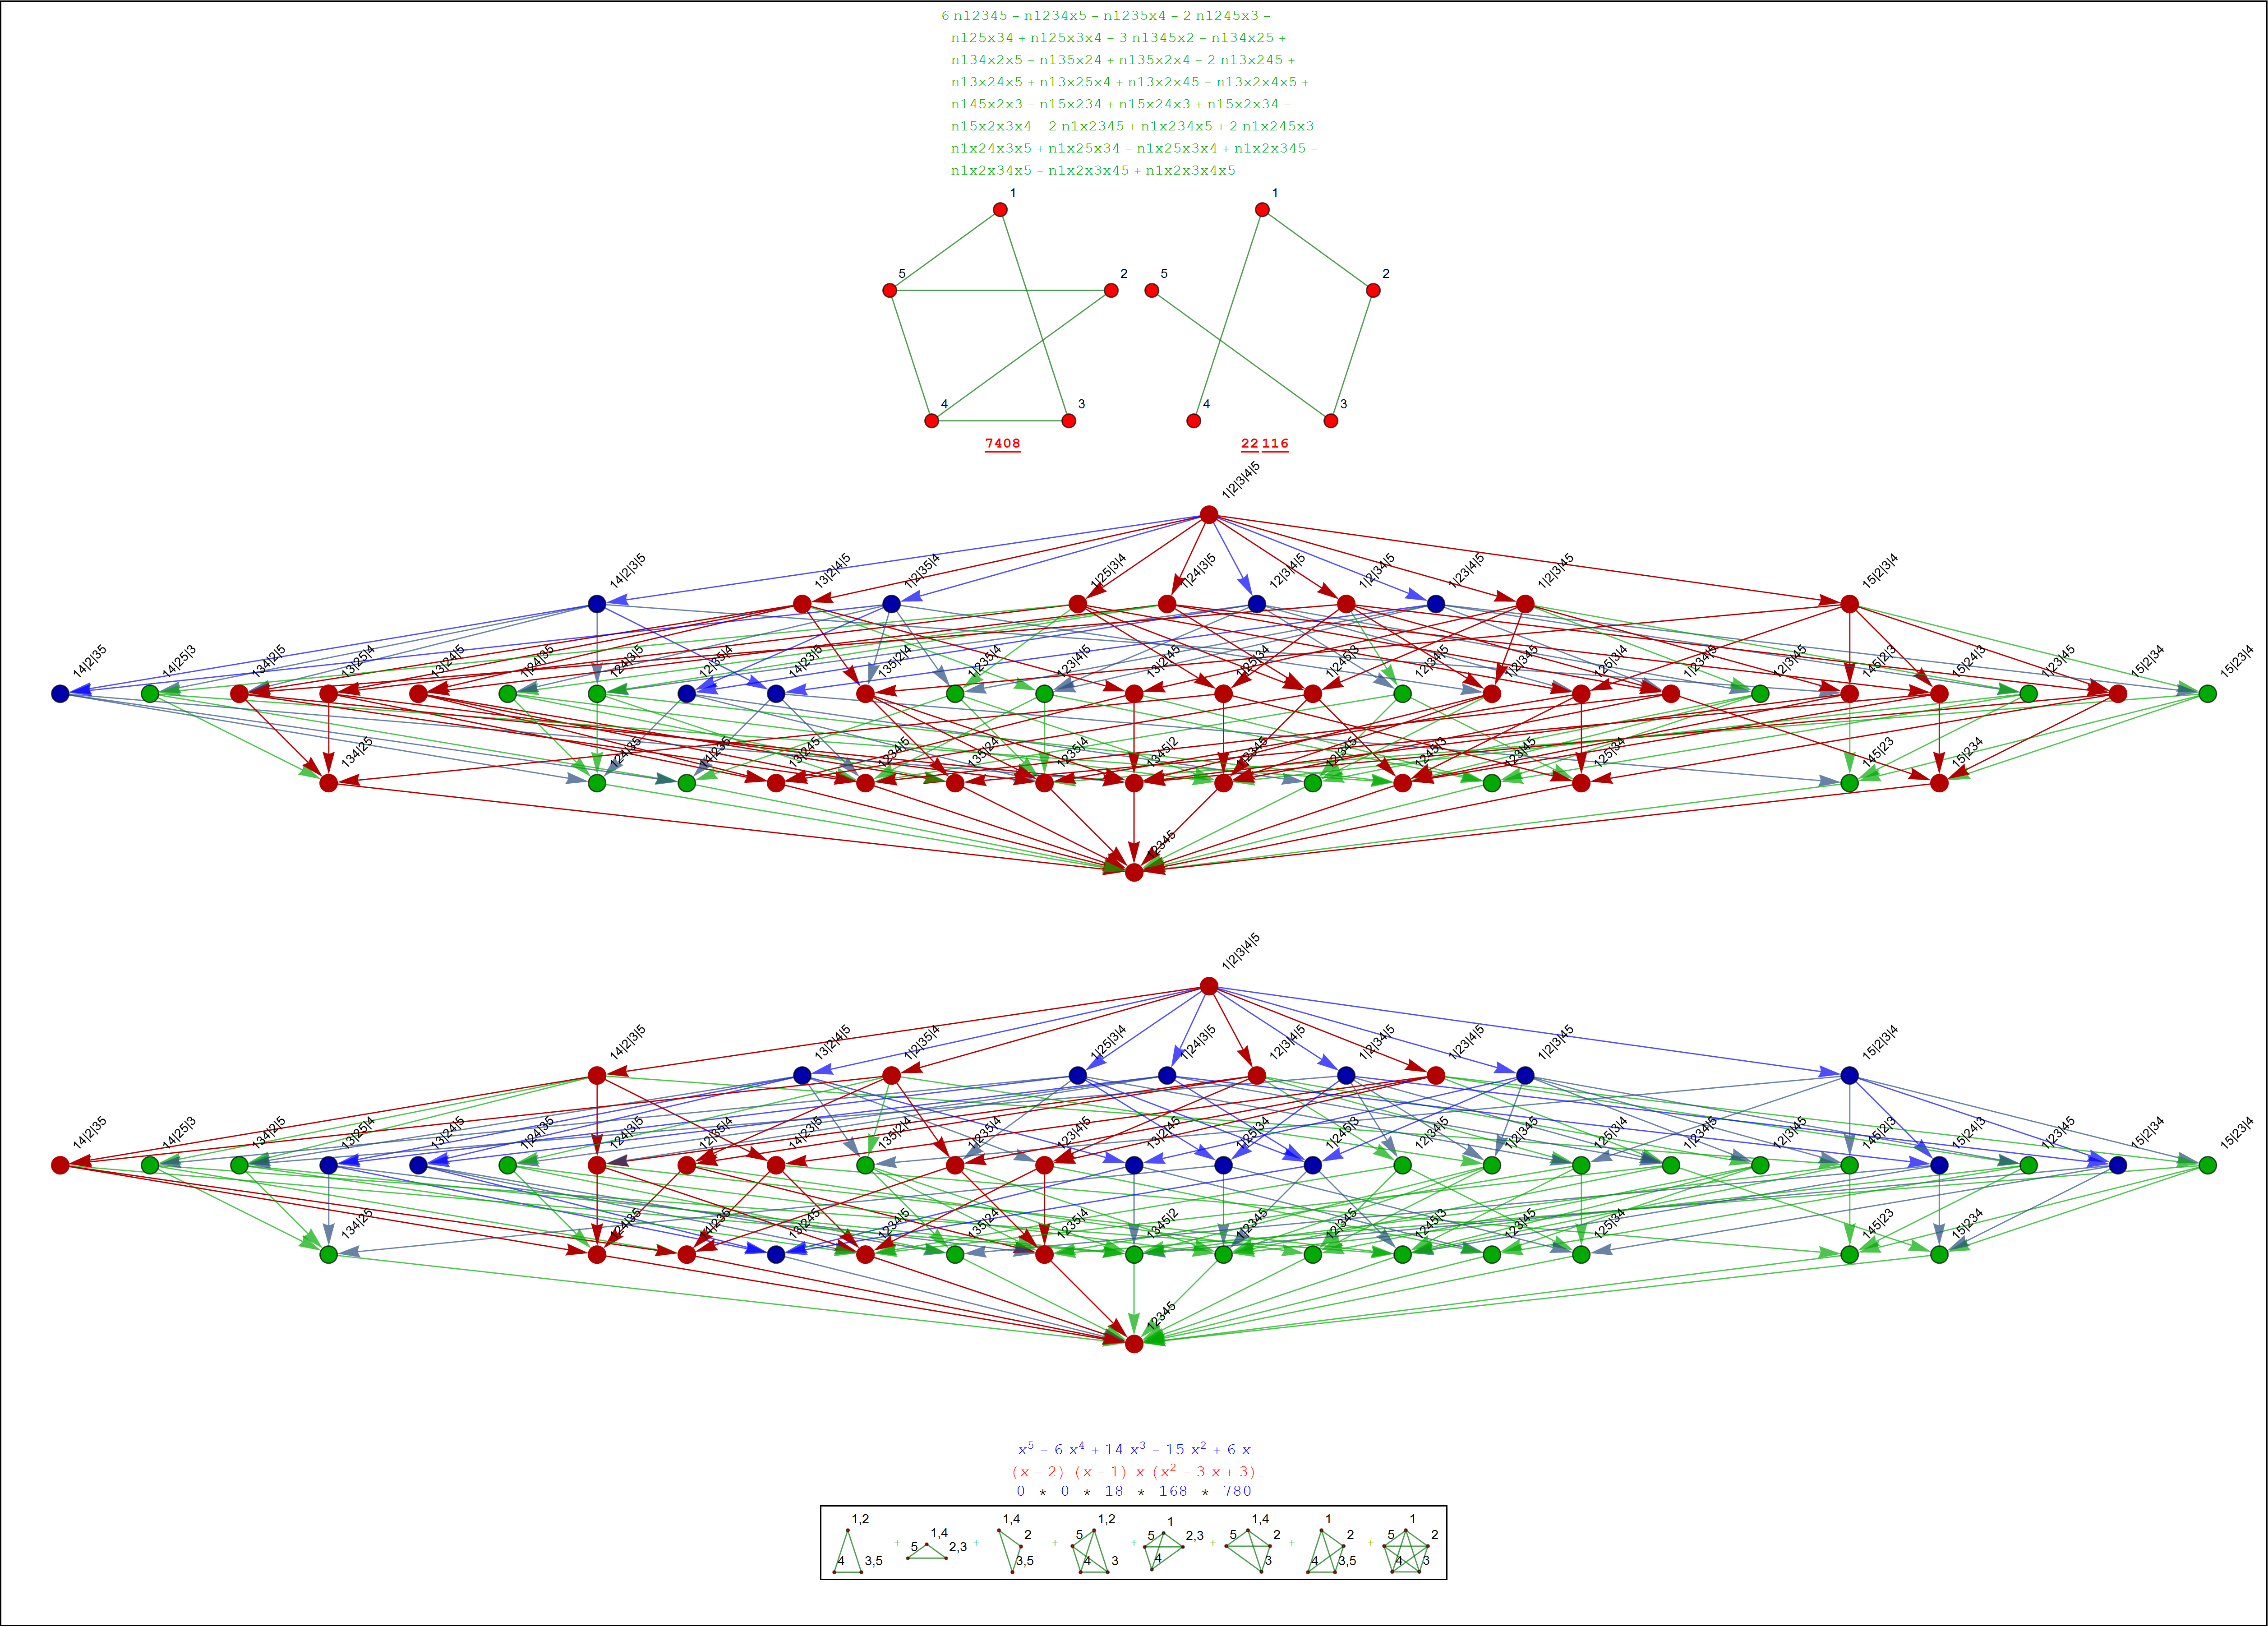 6 n12345 – n1234x5 – n1235x4 – 2 n1245x3 –
n125x34 + n125x3x4 – 3 n1345x2 – n134x25 +
n134x2x5 – n135x24 + n135x2x4 – 2 n13x245 +
n13x24x5 + n13x25x4 + n13x2x45 – n13x2x4x5 +
n145x2x3 – n15x234 + n15x24x3 + n15x2x34 –
n15x2x3x4 – 2 n1x2345 + n1x234x5 + 2 n1x245x3 –
n1x24x3x5 + n1x25x34 – n1x25x3x4 + n1x2x345 –
n1x2x34x5 – n1x2x3x45 + n1x2x3x4x5
1 1
5 2 5 2
4 3 4 3
7408 22 116
1|2|3|4|5
14|2|3|5 13|2|4|5 1|2|35|4 1|25|3|4 1|24|3|5 12|3|4|5 1|2|34|5 1|23|4|5 1|2|3|45 15|2|3|4
14|2|35 14|25|3 134|2|5 13|25|4 13|24|5 1|24|35 124|3|5 12|35|4 14|23|5 135|2|4 1|235|4 123|4|5 13|2|45 1|25|34 1|245|3 12|34|5 1|2|345 125|3|4 1|234|5 12|3|45 145|2|3 15|24|3 1|23|45 15|2|34 15|23|4
134|25 124|35 14|235 13|245 1234|5 135|24 1235|4 1345|2 1|2345 12|345 1245|3 123|45 125|34 145|23 15|234
12345
1|2|3|4|5
14|2|3|5 13|2|4|5 1|2|35|4 1|25|3|4 1|24|3|5 12|3|4|5 1|2|34|5 1|23|4|5 1|2|3|45 15|2|3|4
14|2|35 14|25|3 134|2|5 13|25|4 13|24|5 1|24|35 124|3|5 12|35|4 14|23|5 135|2|4 1|235|4 123|4|5 13|2|45 1|25|34 1|245|3 12|34|5 1|2|345 125|3|4 1|234|5 12|3|45 145|2|3 15|24|3 1|23|45 15|2|34 15|23|4
134|25 124|35 14|235 13|245 1234|5 135|24 1235|4 1345|2 1|2345 12|345 1245|3 123|45 125|34 145|23 15|234
12345
x⁵ – 6 x⁴ + 14 x³ – 15 x² + 6 x
(x – 2) (x – 1) x (x² – 3 x + 3)
0 * 0 * 18 * 168 * 780
1,2 4 3,5 + 1,4 5 2,3 + 1,4 2 3,5 + 1,2 5 4 3 + 1 5 2,3 4 + 1,4 5 2 3 + 1 2 4 3,5 + 1 5 2 4 3